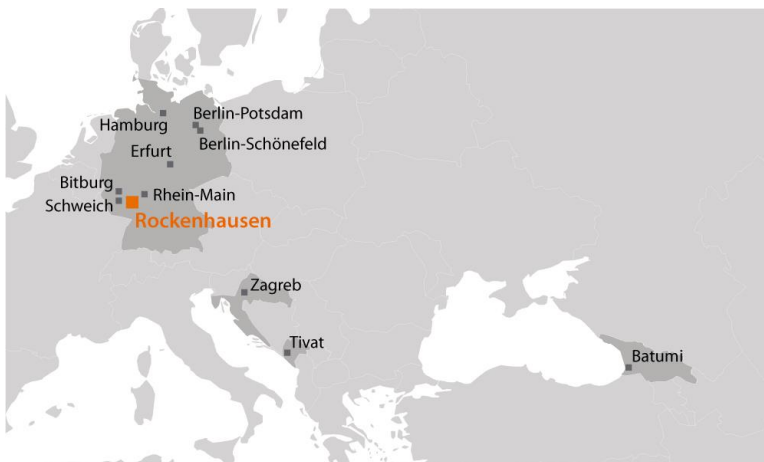 Hamburg
Berlin-Potsdam
Berlin-Schönefeld
Erfurt
Bitburg
Rhein-Main
Schweich
Rockenhausen
Zagreb
Tivat
Batumi